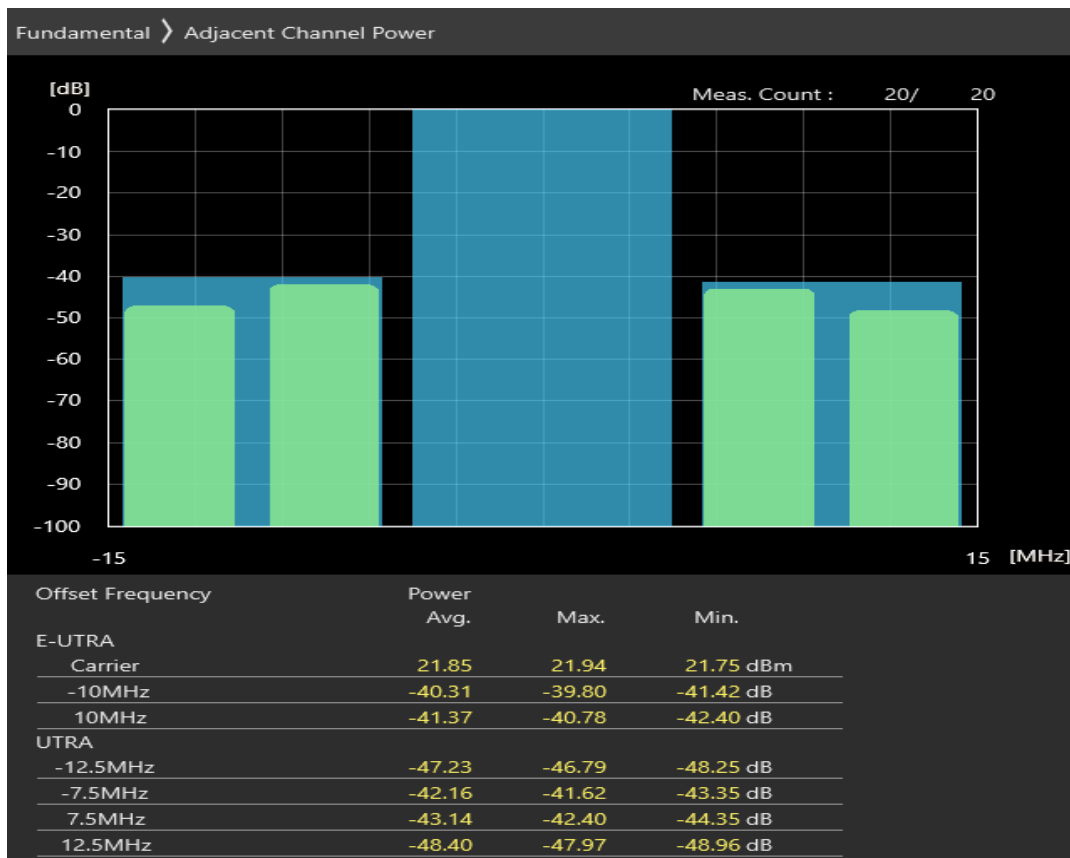 Fundamental 〉 Adjacent Channel Power
[dB]
Meas. Count : 20/ 20
0
-10
-20
-30
-40
-50
-60
-70
-80
-90
-100
-15 15 [MHz]
Offset Frequency Power
Avg. Max. Min.
E-UTRA
Carrier 21.85 21.94 21.75 dBm
-10MHz -40.31 -39.80 -41.42 dB
10MHz -41.37 -40.78 -42.40 dB
UTRA
-12.5MHz -47.23 -46.79 -48.25 dB
-7.5MHz -42.16 -41.62 -43.35 dB
7.5MHz -43.14 -42.40 -44.35 dB
12.5MHz -48.40 -47.97 -48.96 dB